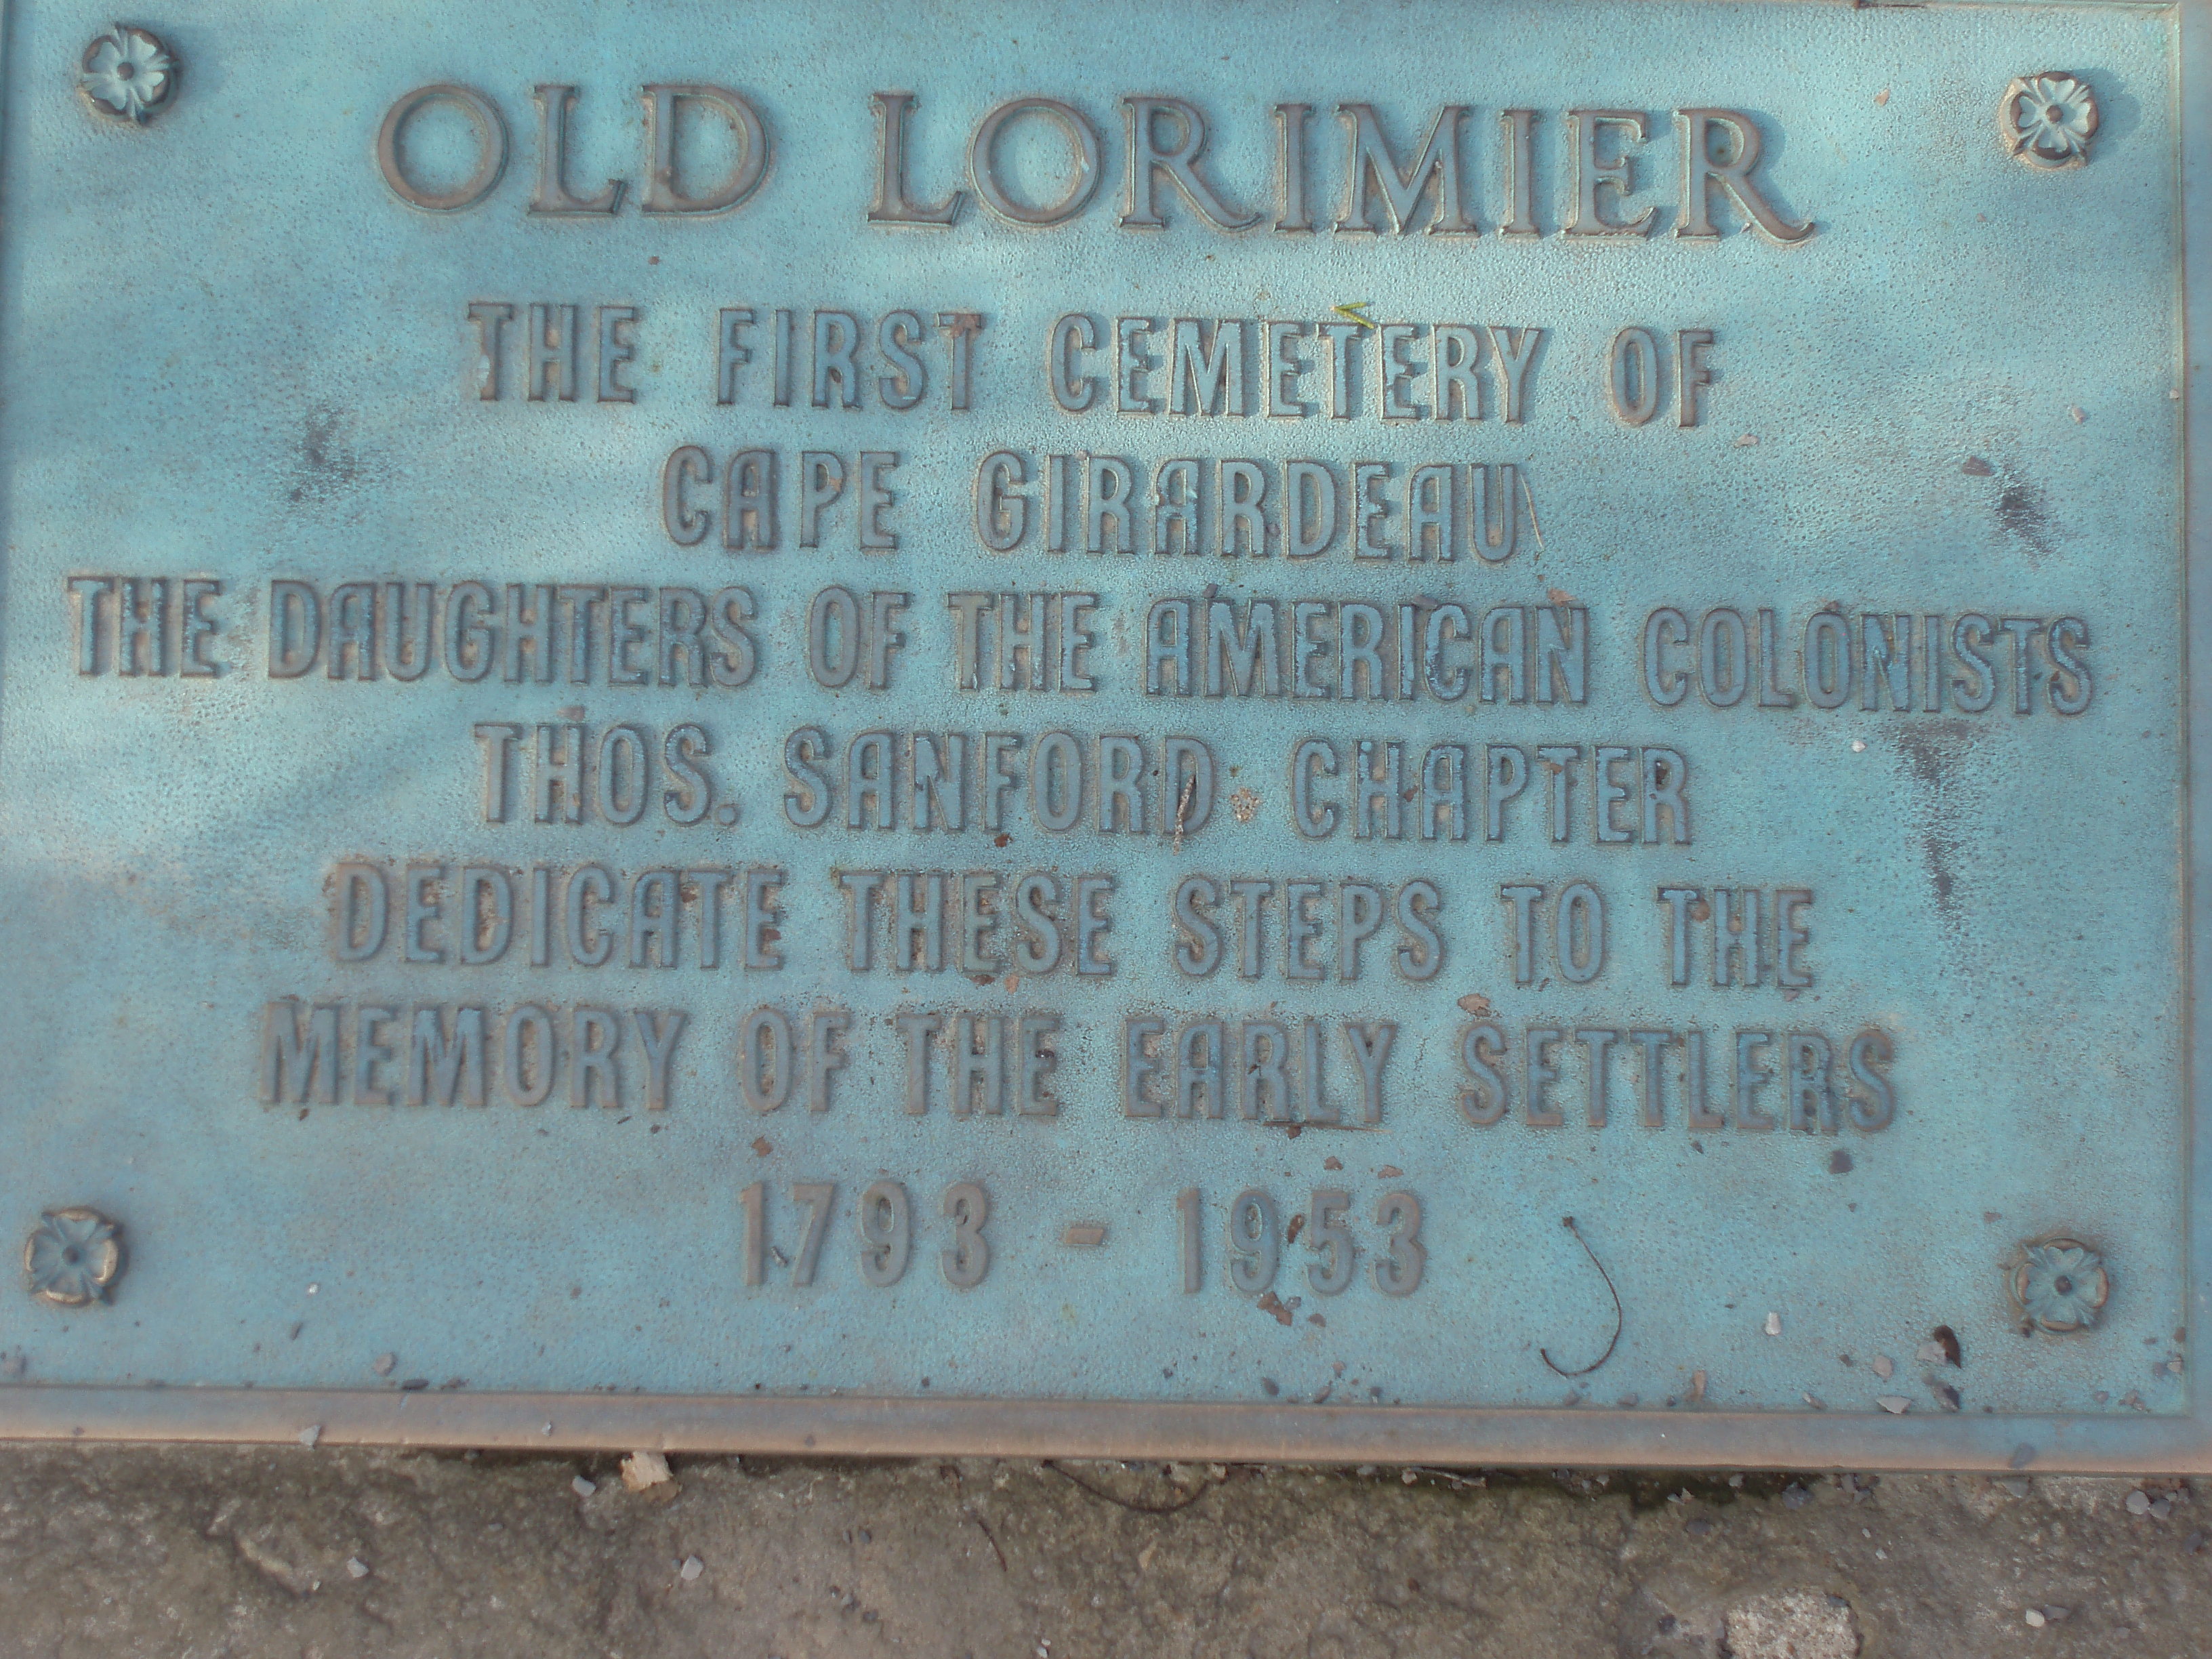 OLD LORIMIER
THE FIRST CEMETERY OF
CAPE GIRARDEAU
THE DAUGHTERS OF THE AMERICAN COLONISTS
THOS. SANFORD CHAPTER
DEDICATE THESE STEPS TO THE
MEMORY OF THE EARLY SETTLERS
1793 - 1953